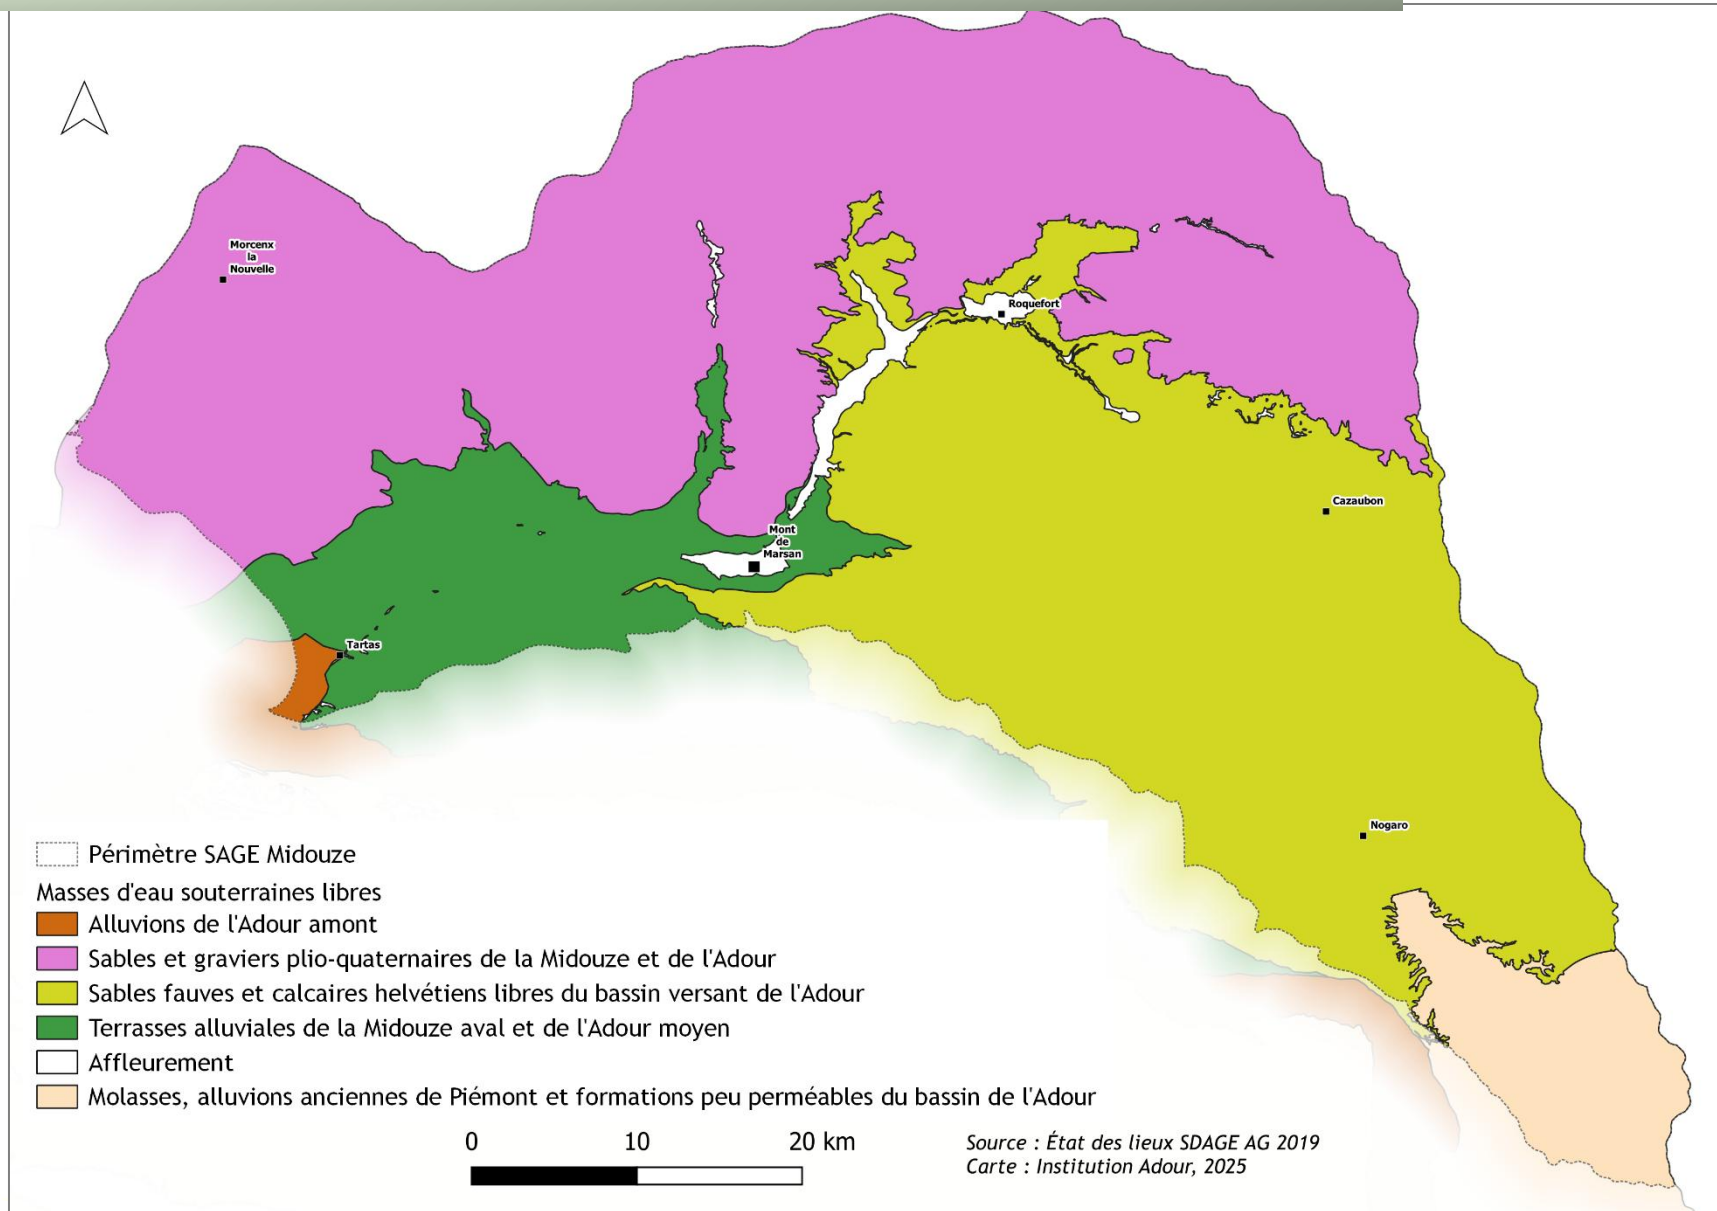 Morcenx
la
Nouvelle
Roquefort
Cazaubon
Mont
de
Marsan
Tartas
Nogaro
Périmètre SAGE Midouze
Masses d'eau souterraines libres
Alluvions de l'Adour amont
Sables et graviers plio-quaternaires de la Midouze et de l'Adour
Sables fauves et calcaires helvétiens libres du bassin versant de l'Adour
Terrasses alluviales de la Midouze aval et de l'Adour moyen
Affleurement
Molasses, alluvions anciennes de Piémont et formations peu perméables du bassin de l'Adour
0 10 20 km
Source : État des lieux SDAGE AG 2019
Carte : Institution Adour, 2025